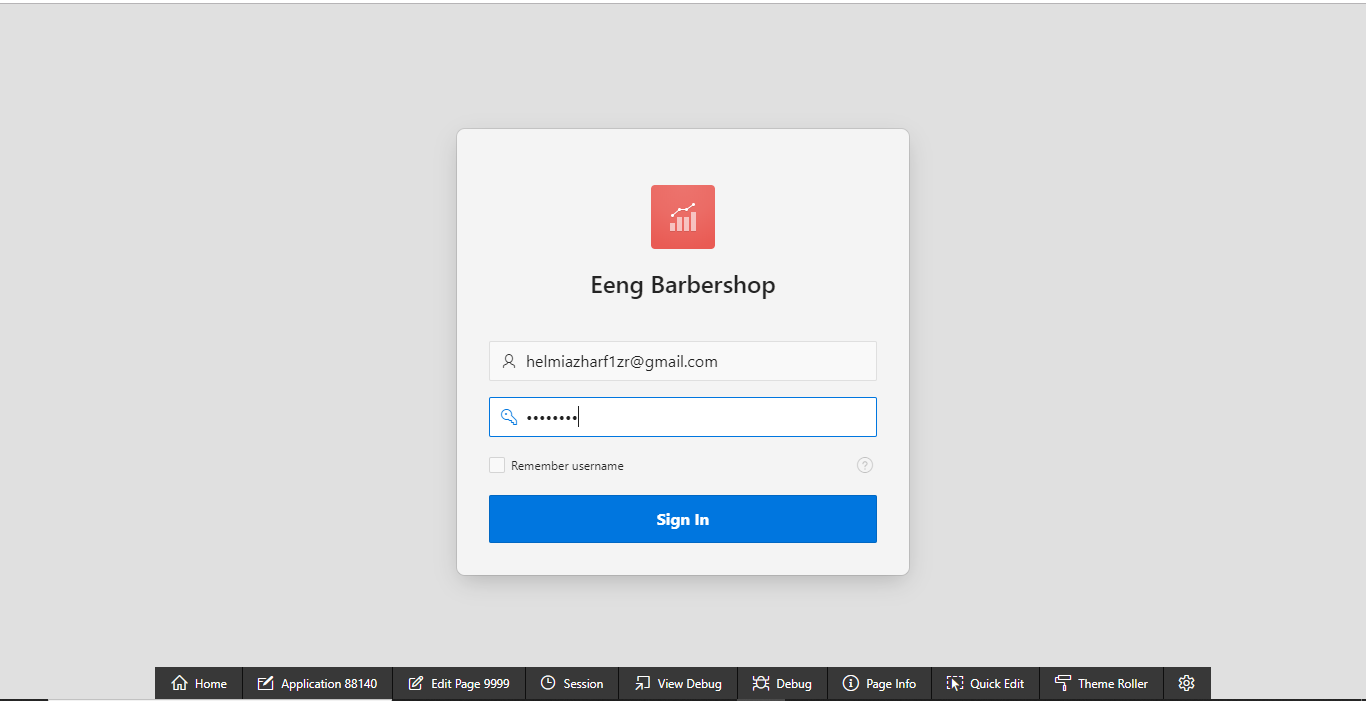 Eeng Barbershop
helmiazharf1zr@gmail.com
••••••••
Remember username
?
Sign In
Home Application 88140 Edit Page 9999 Session View Debug Debug Page Info Quick Edit Theme Roller